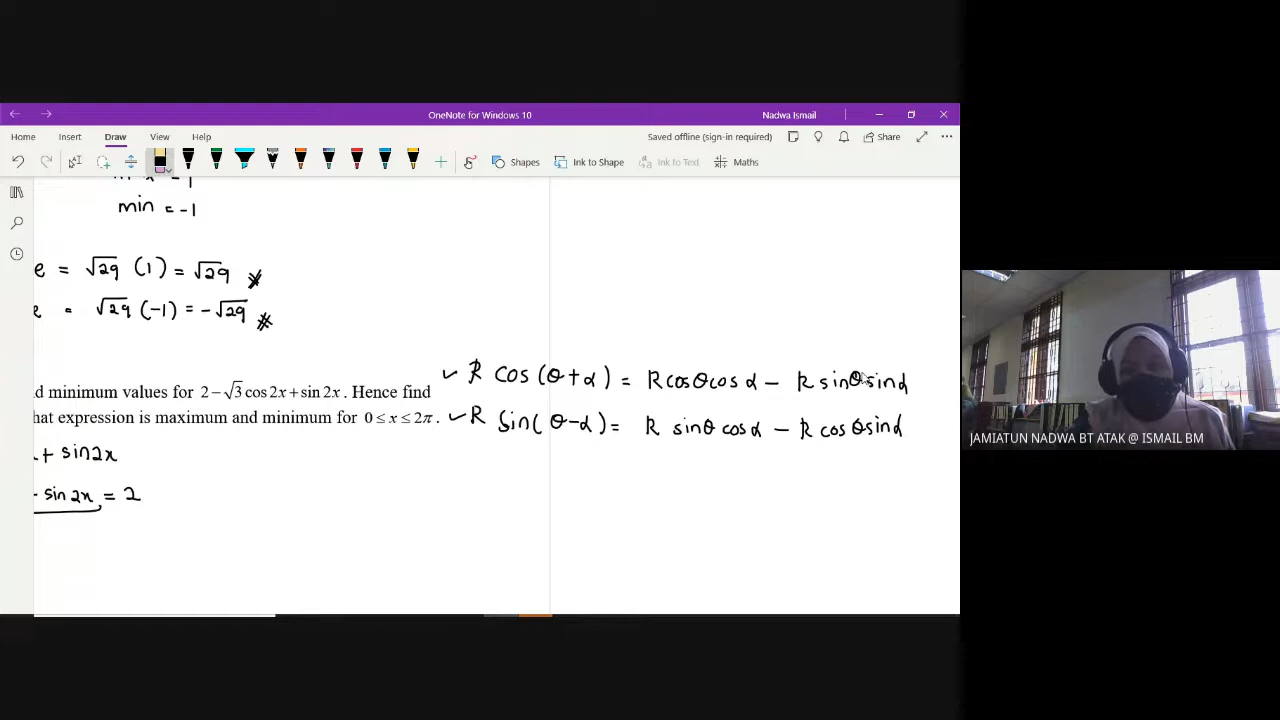 OneNote for Windows 10
Nadwa Ismail
Home Insert Draw View Help
Saved offline (sign-in required)
Share
Shapes
Ink to Shape
Ink to Text
Maths
min = -1
e = √29 (1) = √29
e = √29 (-1) = -√29
d minimum values for 2 − √3 cos 2x + sin 2x . Hence find
hat expression is maximum and minimum for 0 ≤ x ≤ 2π .
+ sin2x
- sin 2x = 2
✓ R cos (θ+α) = R cosθ cos α − R sinθ sinα
✓ R sin( θ-α) = R sinθ cosα − R cosθ sinα
JAMIATUN NADWA BT ATAK @ ISMAIL BM